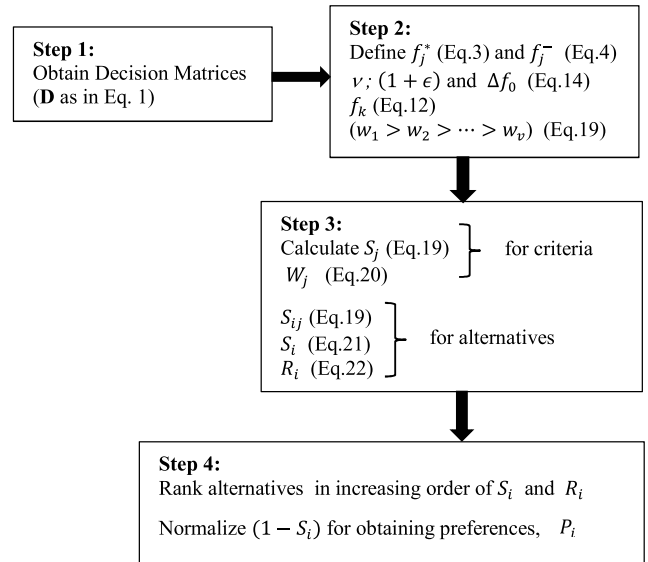 Step 1:
Obtain Decision Matrices
(D as in Eq. 1)
Step 2:
Define f_j^* (Eq.3) and f_j^- (Eq.4)
ν; (1 + ϵ) and Δf_0 (Eq.14)
f_k (Eq.12)
(w_1 > w_2 > ⋯ > w_v) (Eq.19)
Step 3:
Calculate S_j (Eq.19)
W_j (Eq.20)
for criteria
S_ij (Eq.19)
S_i (Eq.21)
R_i (Eq.22)
for alternatives
Step 4:
Rank alternatives in increasing order of S_i and R_i
Normalize (1 − S_i) for obtaining preferences, P_i